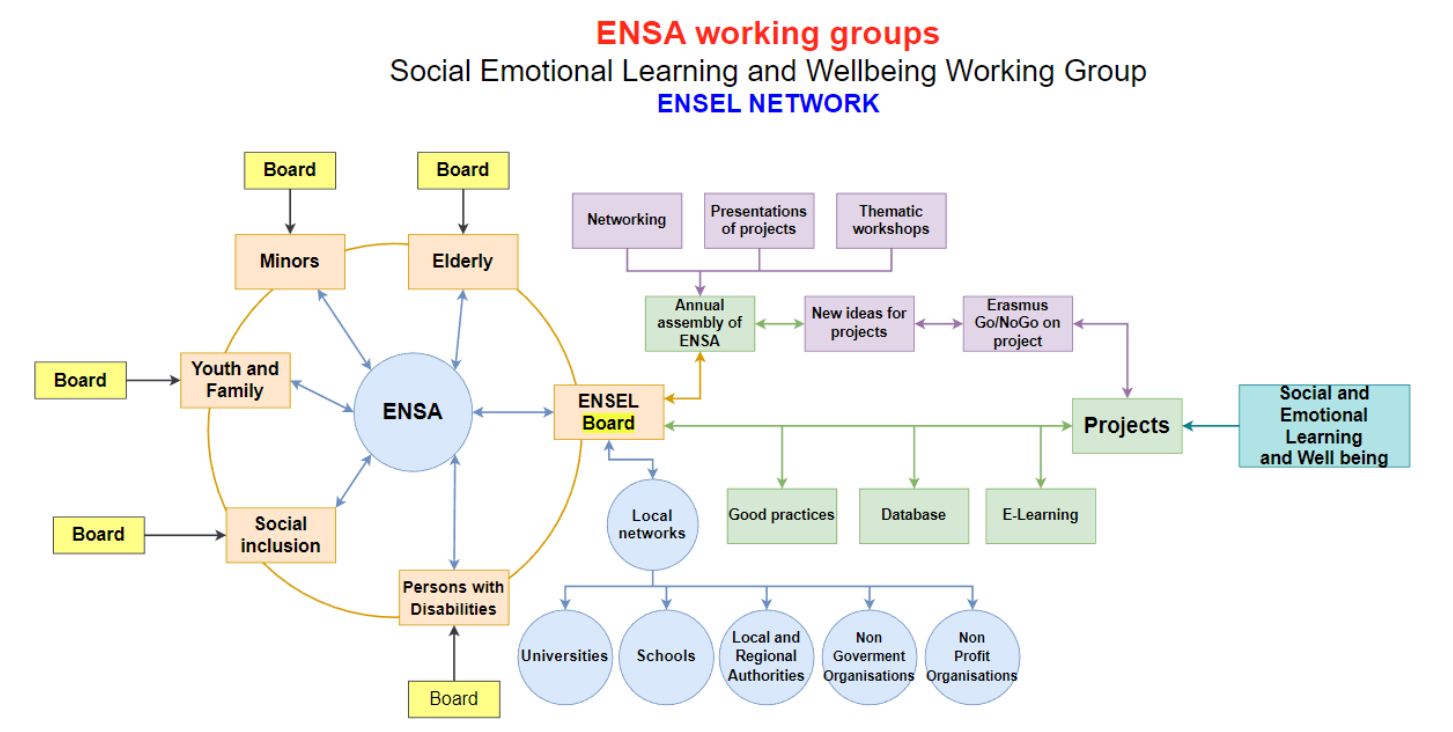 ENSA working groups
Social Emotional Learning and Wellbeing Working Group
ENSEL NETWORK
Board
Board
Minors
Elderly
Networking
Presentations
of projects
Thematic
workshops
Annual
assembly of
ENSA
New ideas for
projects
Erasmus
Go/NoGo on
project
Board
Youth and
Family
ENSA
ENSEL
Board
Projects
Social and
Emotional
Learning
and Well being
Board
Social
inclusion
Local
networks
Good practices
Database
E-Learning
Persons with
Disabilities
Board
Universities
Schools
Local and
Regional
Authorities
Non
Goverment
Organisations
Non
Profit
Organisations